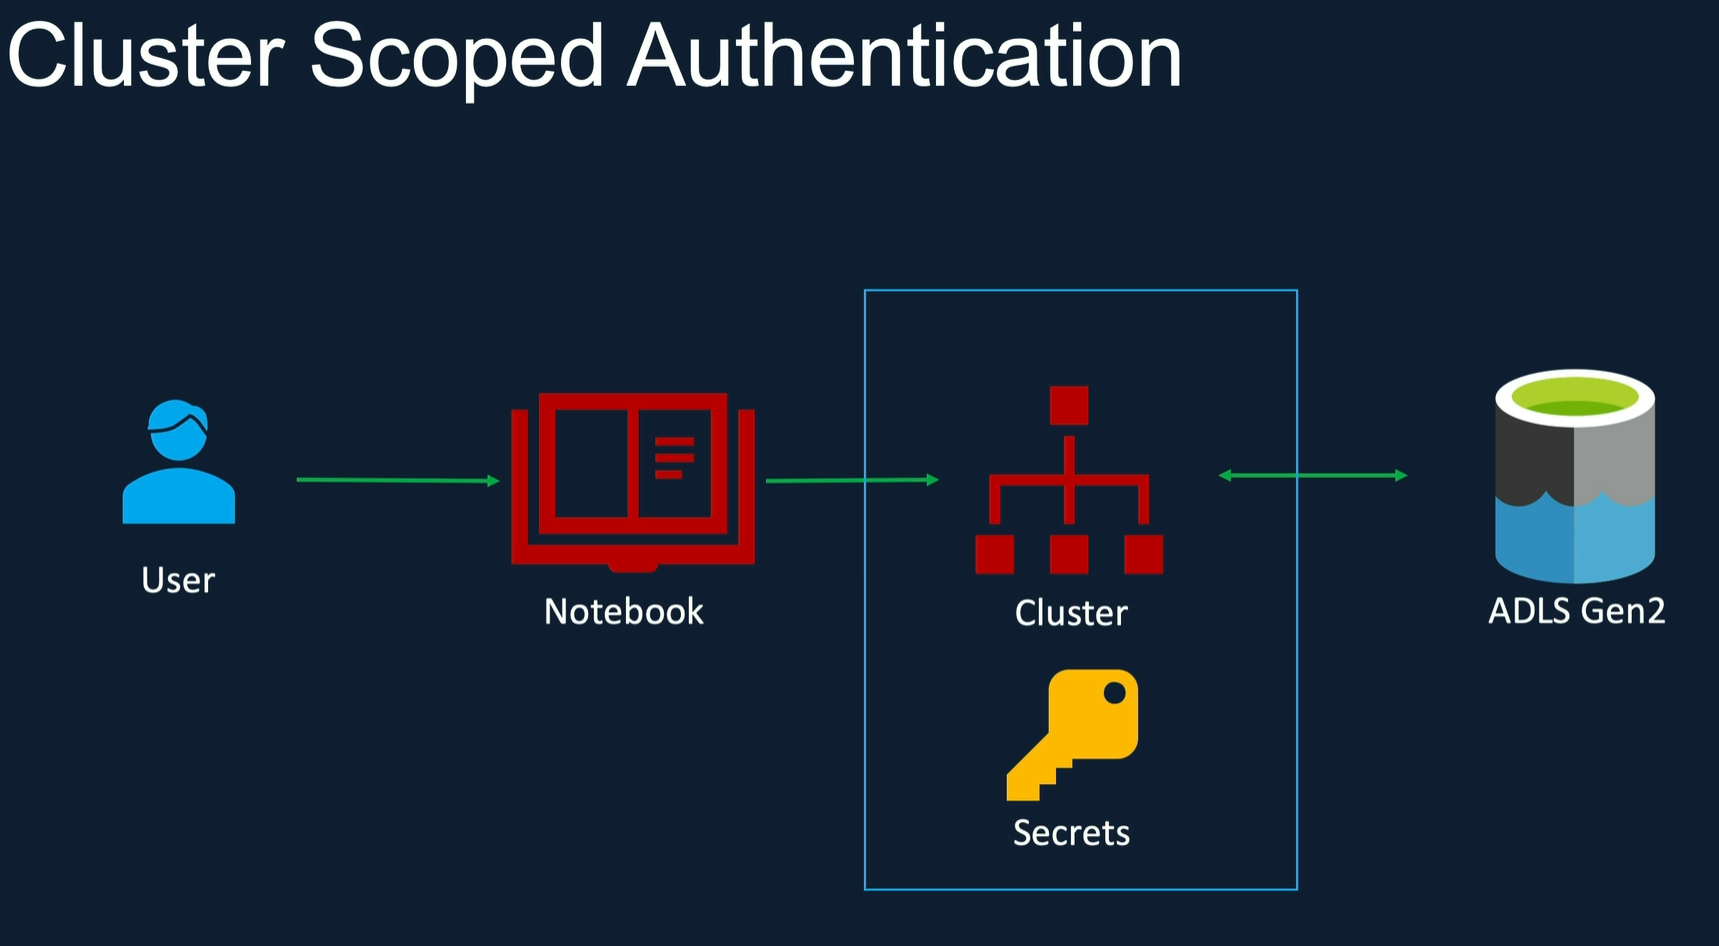 Cluster Scoped Authentication
User
Notebook
Cluster
ADLS Gen2
Secrets